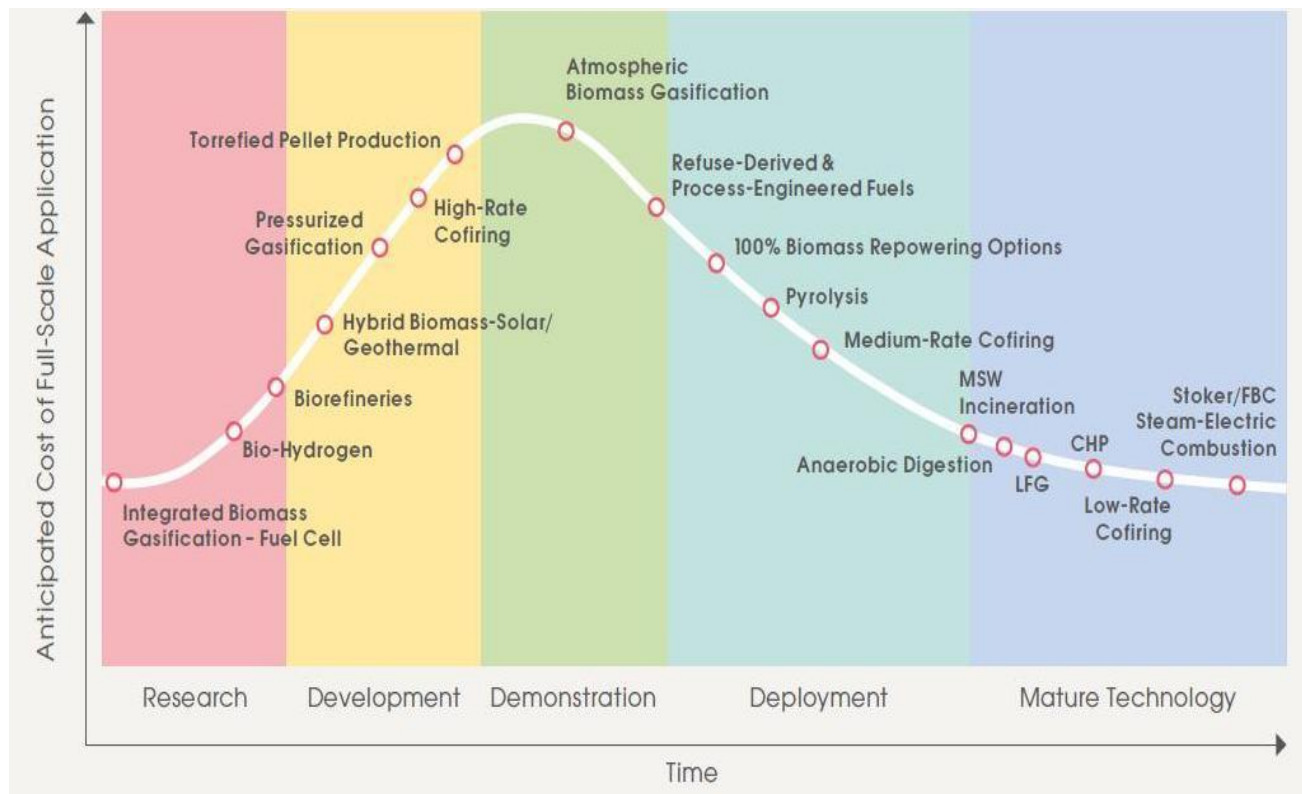 Anticipated Cost of Full-Scale Application
Atmospheric
Biomass Gasification
Torrefied Pellet Production
Refuse-Derived &
Process-Engineered Fuels
High-Rate
Cofiring
Pressurized
Gasification
100% Biomass Repowering Options
Pyrolysis
Hybrid Biomass-Solar/
Geothermal
Medium-Rate Cofiring
Biorefineries
MSW
Incineration
Stoker/FBC
Steam-Electric
Combustion
Bio-Hydrogen
Anaerobic Digestion
CHP
LFG
Low-Rate
Cofiring
Integrated Biomass
Gasification – Fuel Cell
Research
Development
Demonstration
Deployment
Mature Technology
Time